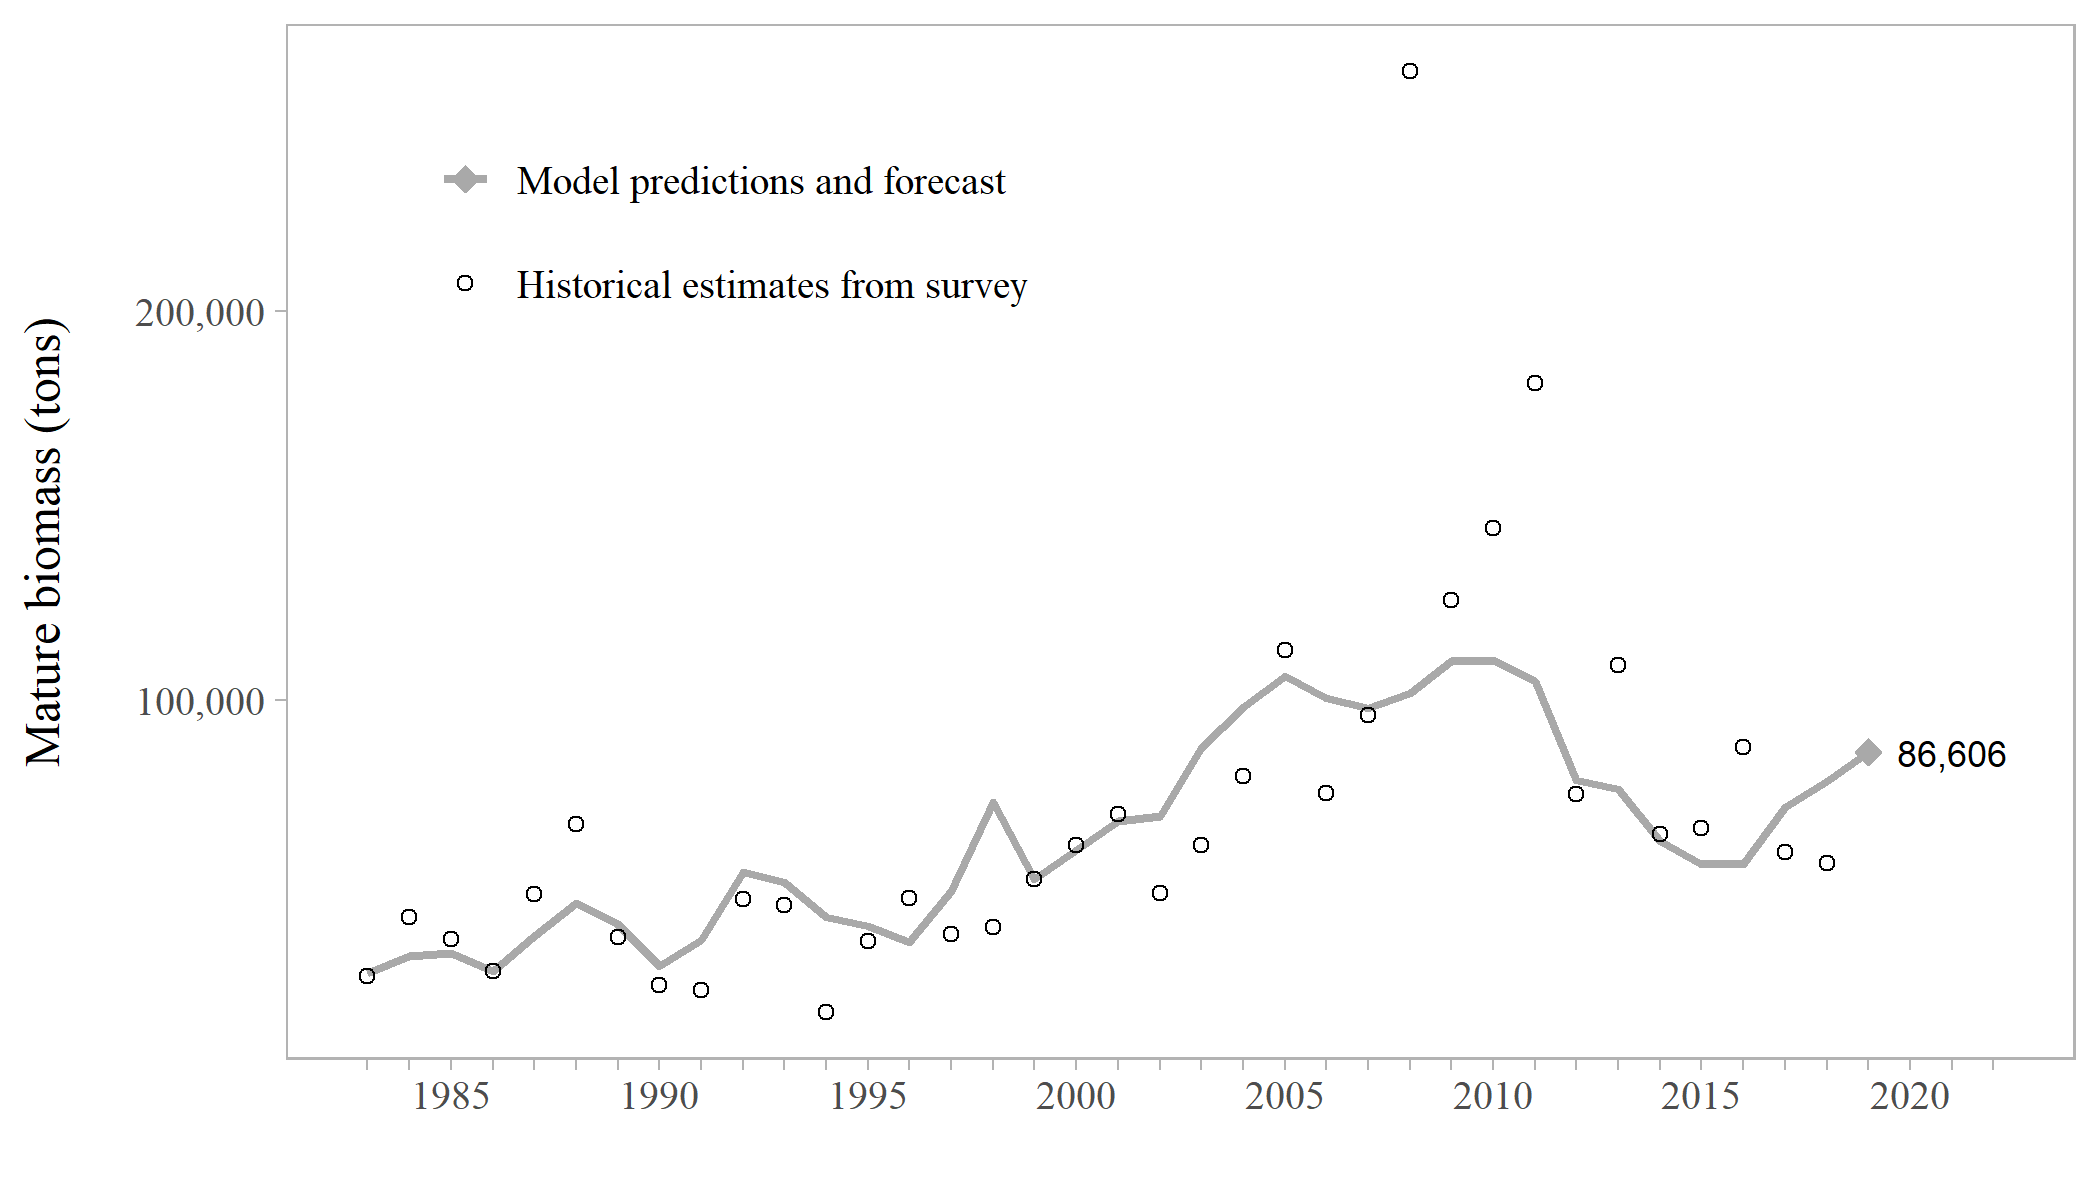 Model predictions and forecast
Historical estimates from survey
Mature biomass (tons)
200,000
100,000
86,606
1985 1990 1995 2000 2005 2010 2015 2020